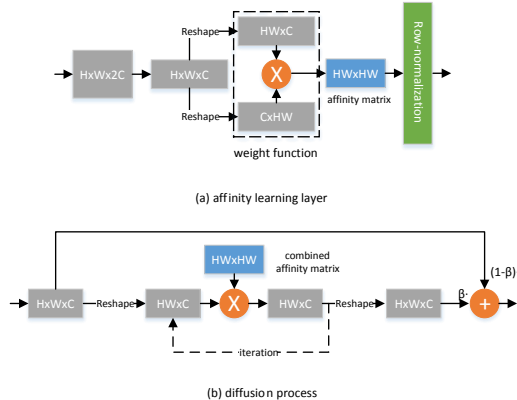 HxWx2C
HxWxC
Reshape
Reshape
HWxC
X
CxHW
weight function
HWxHW
affinity matrix
Row-normalization
(a) affinity learning layer
HxWxC
Reshape
HWxC
HWxHW
combined
affinity matrix
X
HWxC
iteration
Reshape
HxWxC
β·
(1-β)
+
(b) diffusion process